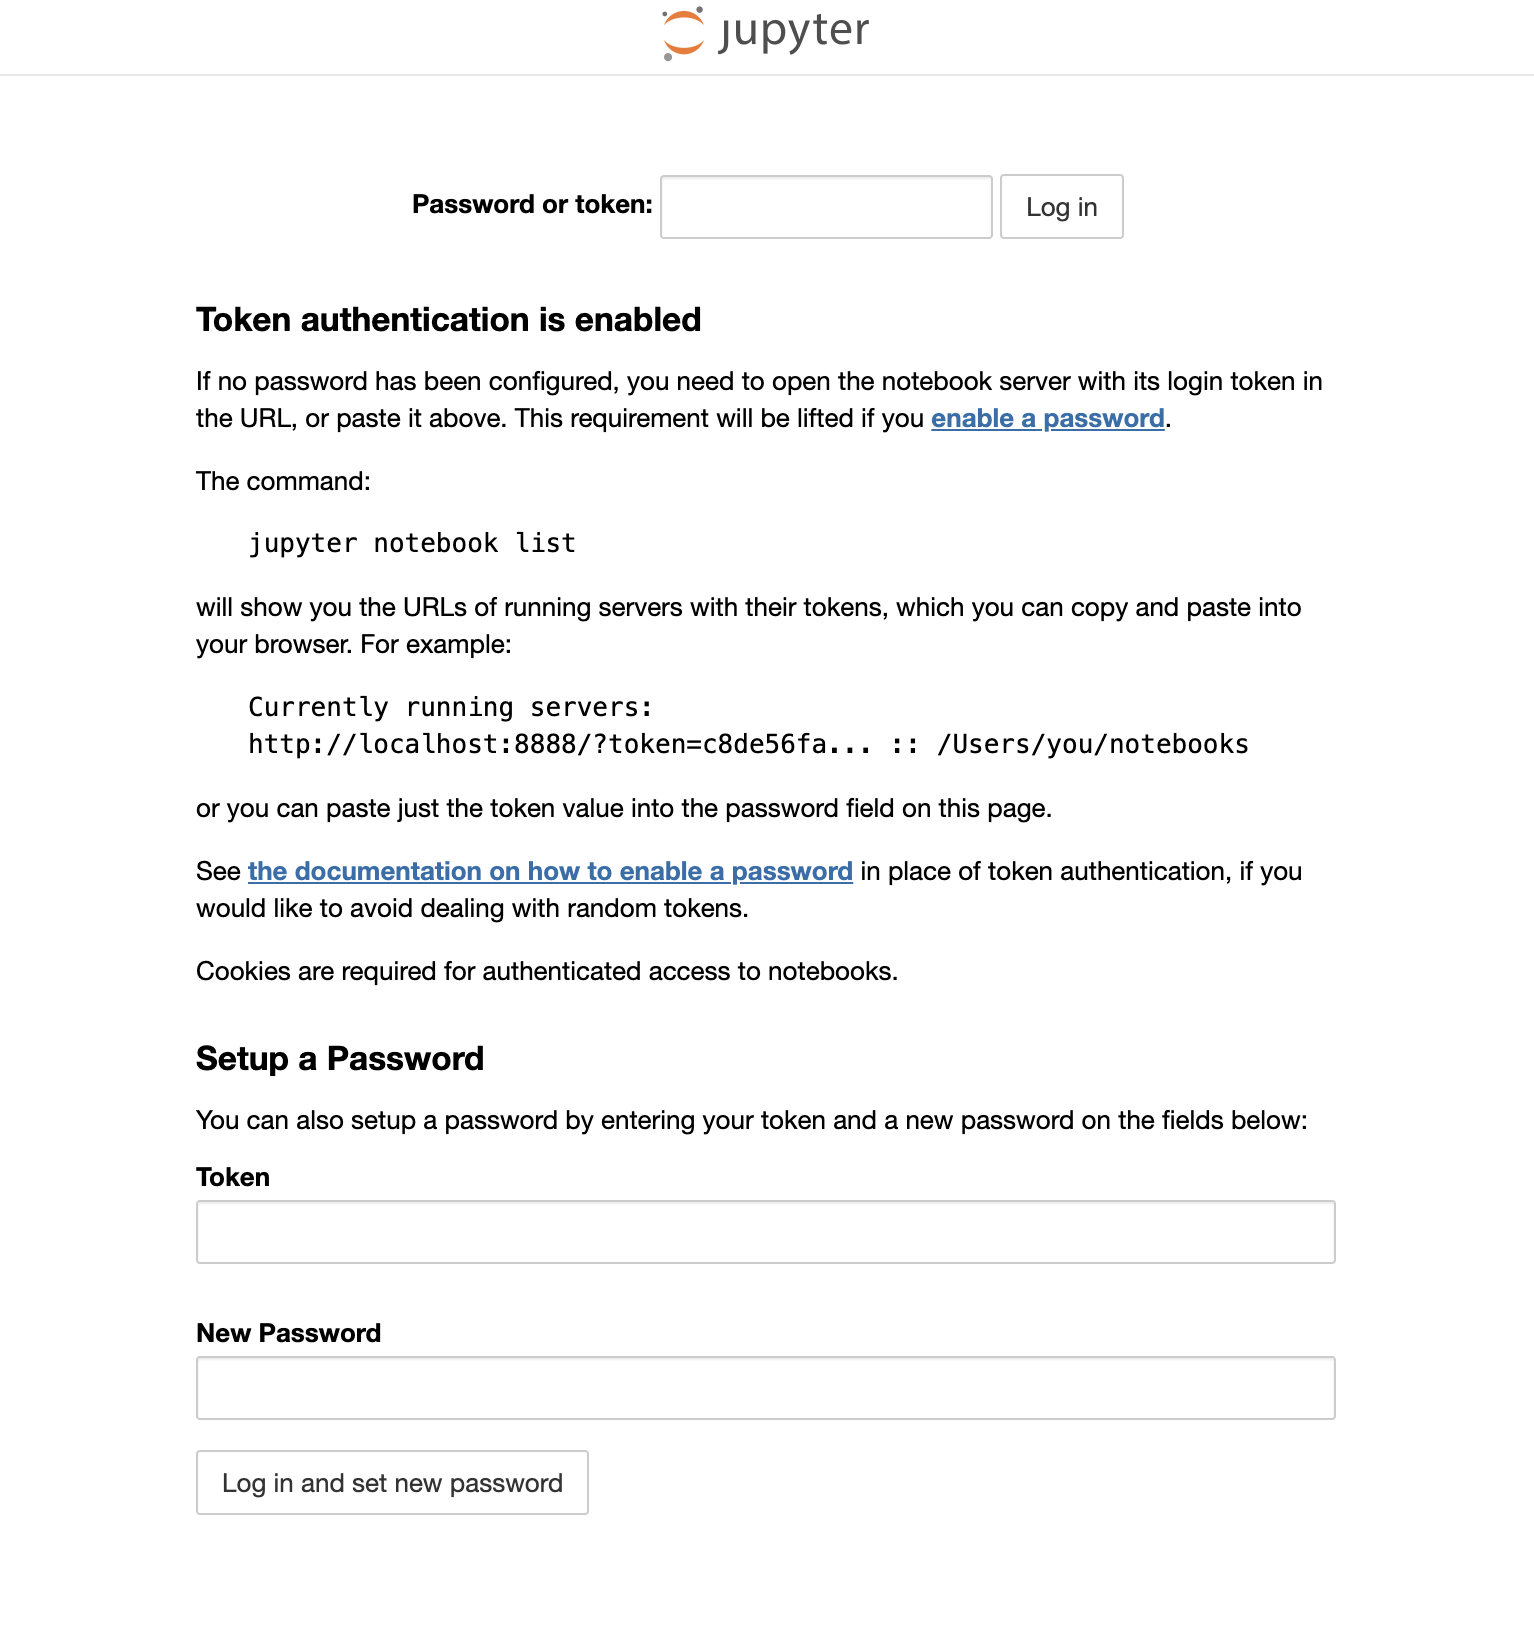 jupyter
Password or token:
Log in
Token authentication is enabled
If no password has been configured, you need to open the notebook server with its login token in
the URL, or paste it above. This requirement will be lifted if you enable a password.
The command:
jupyter notebook list
will show you the URLs of running servers with their tokens, which you can copy and paste into
your browser. For example:
Currently running servers:
http://localhost:8888/?token=c8de56fa... :: /Users/you/notebooks
or you can paste just the token value into the password field on this page.
See the documentation on how to enable a password in place of token authentication, if you
would like to avoid dealing with random tokens.
Cookies are required for authenticated access to notebooks.
Setup a Password
You can also setup a password by entering your token and a new password on the fields below:
Token
New Password
Log in and set new password